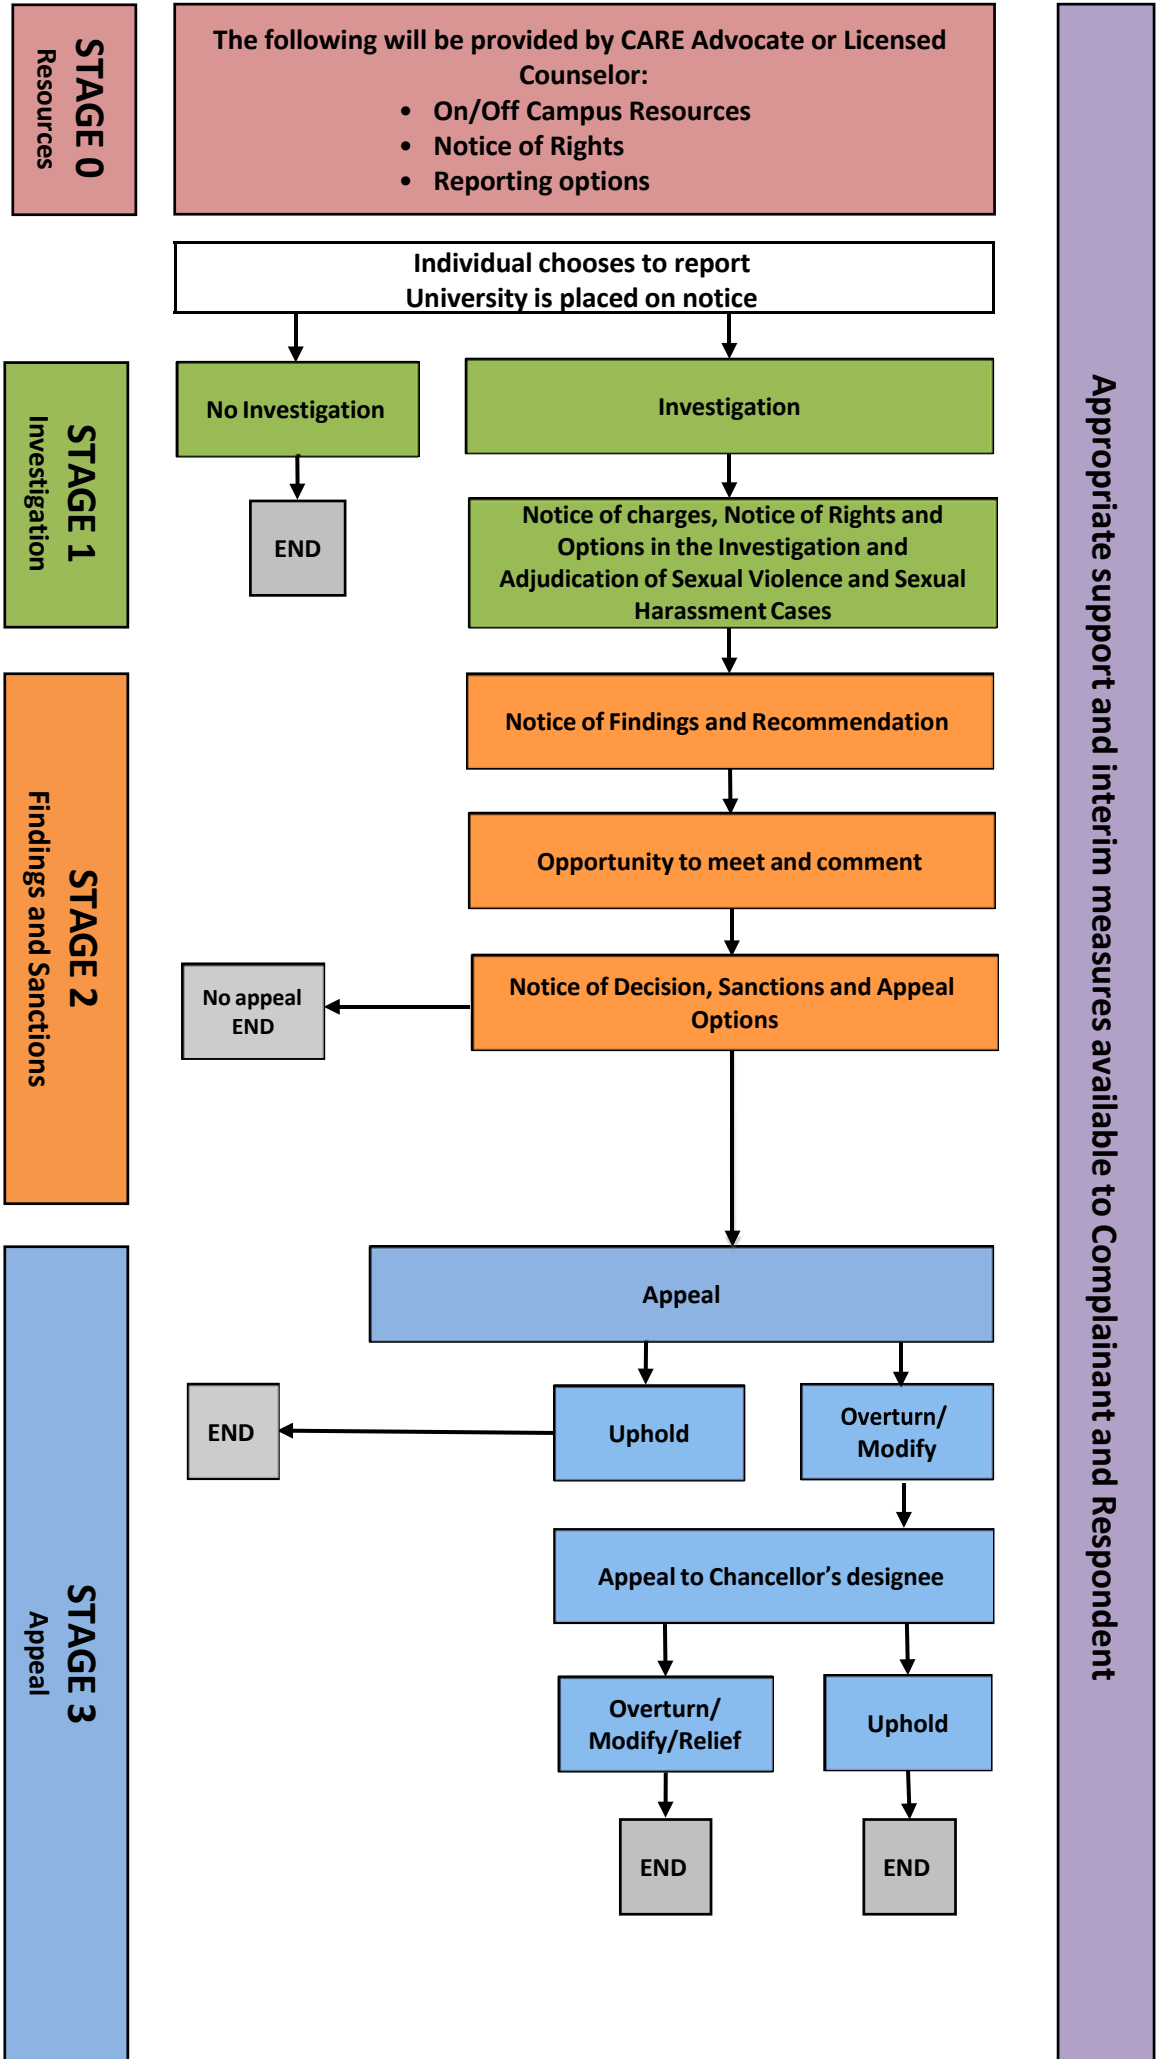 STAGE 0
Resources
The following will be provided by CARE Advocate or Licensed
Counselor:
• On/Off Campus Resources
• Notice of Rights
• Reporting options
Individual chooses to report
University is placed on notice
STAGE 1
Investigation
No Investigation
Investigation
END
Notice of charges, Notice of Rights and
Options in the Investigation and
Adjudication of Sexual Violence and Sexual
Harassment Cases
STAGE 2
Findings and Sanctions
Notice of Findings and Recommendation
Opportunity to meet and comment
No appeal
END
Notice of Decision, Sanctions and Appeal
Options
STAGE 3
Appeal
Appeal
END
Uphold
Overturn/
Modify
Appeal to Chancellor’s designee
Overturn/
Modify/Relief
Uphold
END
END
Appropriate support and interim measures available to Complainant and Respondent